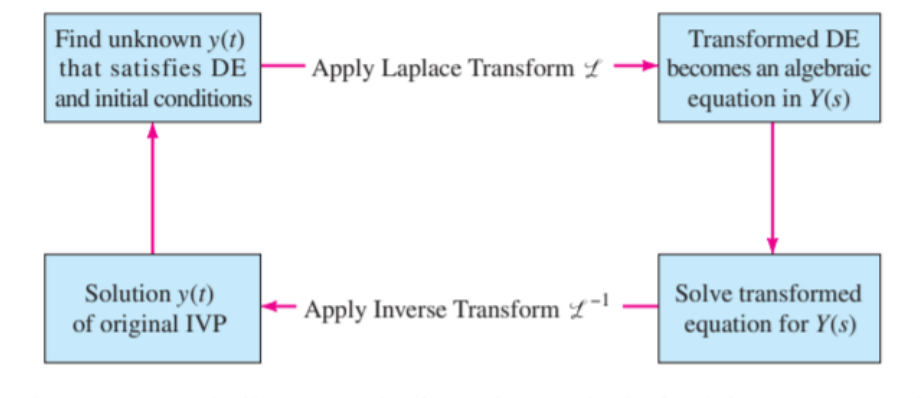 Find unknown y(t)
that satisfies DE
and initial conditions
Apply Laplace Transform ℒ
Transformed DE
becomes an algebraic
equation in Y(s)
Solution y(t)
of original IVP
Apply Inverse Transform ℒ⁻¹
Solve transformed
equation for Y(s)